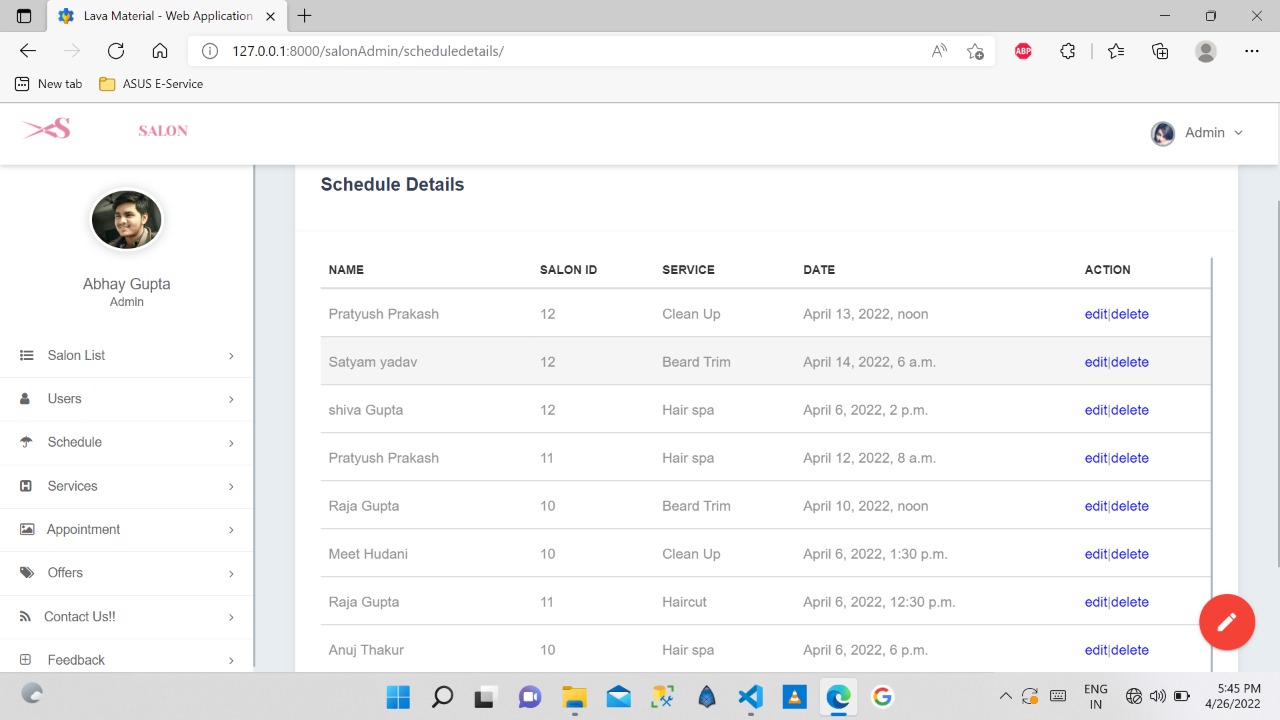 Lava Material - Web Application
127.0.0.1:8000/salonAdmin/scheduledetails/
ABP
New tab
ASUS E-Service
S SALON
Admin
Abhay Gupta
Admin
Salon List
Users
Schedule
Services
Appointment
Offers
Contact Us!!
Feedback
Schedule Details
NAME SALON ID SERVICE DATE ACTION
Pratyush Prakash 12 Clean Up April 13, 2022, noon edit|delete
Satyam yadav 12 Beard Trim April 14, 2022, 6 a.m. edit|delete
shiva Gupta 12 Hair spa April 6, 2022, 2 p.m. edit|delete
Pratyush Prakash 11 Hair spa April 12, 2022, 8 a.m. edit|delete
Raja Gupta 10 Beard Trim April 10, 2022, noon edit|delete
Meet Hudani 10 Clean Up April 6, 2022, 1:30 p.m. edit|delete
Raja Gupta 11 Haircut April 6, 2022, 12:30 p.m. edit|delete
Anuj Thakur 10 Hair spa April 6, 2022, 6 p.m. edit|delete
ENG
IN
5:45 PM
4/26/2022